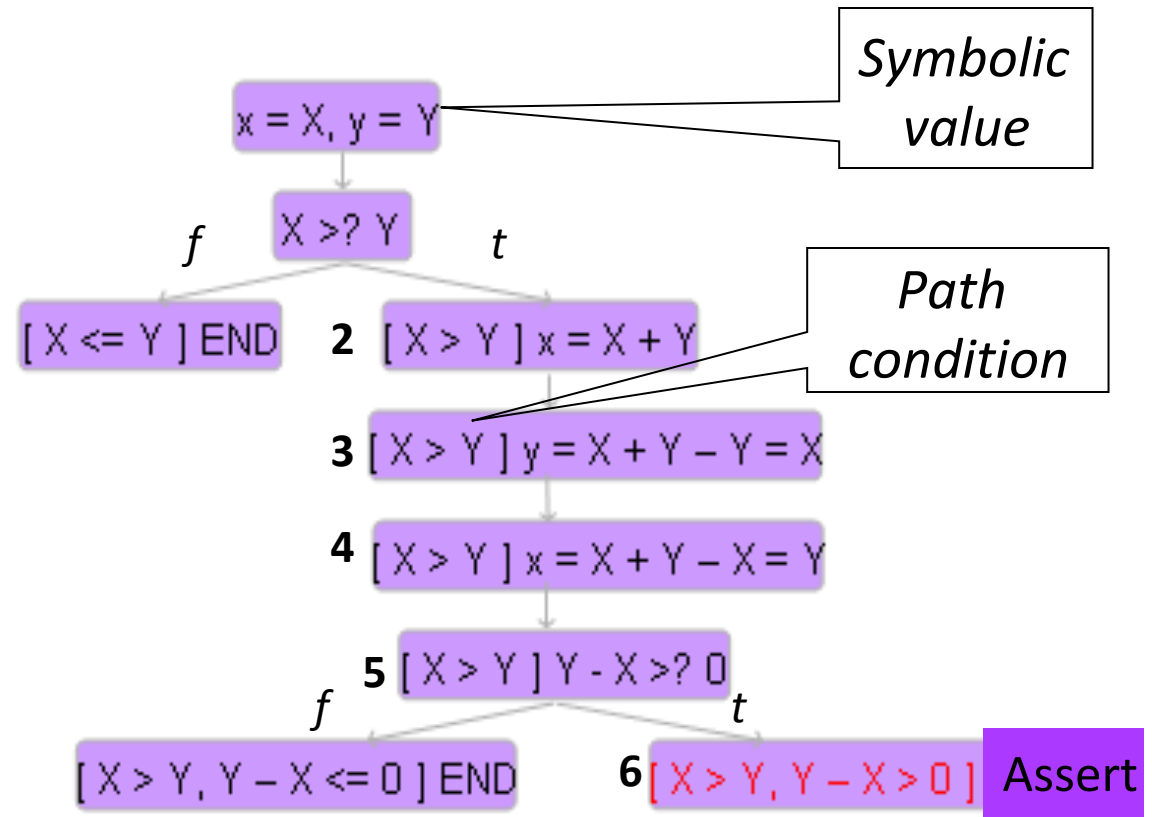 Symbolic
value
x = X, y = Y
X >? Y
f
t
Path
condition
[ X <= Y ] END
2
[ X > Y ] x = X + Y
3
[ X > Y ] y = X + Y – Y = X
4
[ X > Y ] x = X + Y – X = Y
5
[ X > Y ] Y - X >? 0
f
t
[ X > Y, Y – X <= 0 ] END
6
[ X > Y, Y – X > 0 ]
Assert